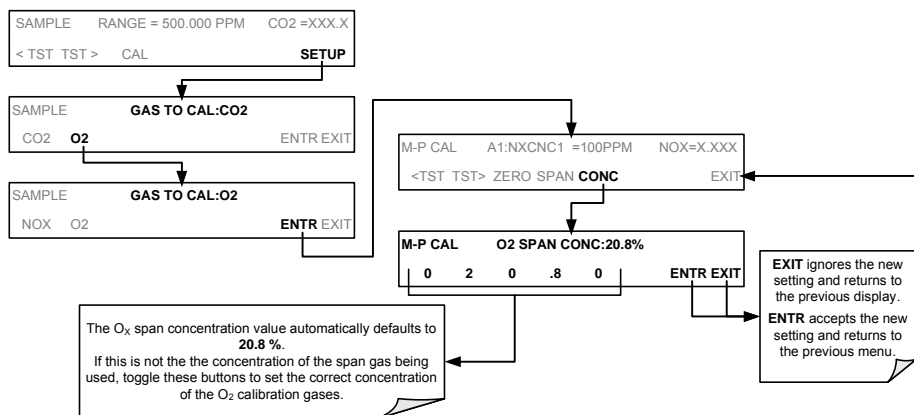 SAMPLE RANGE = 500.000 PPM CO2 =XXX.X
< TST TST > CAL SETUP
SAMPLE GAS TO CAL:CO2
CO2 O2 ENTR EXIT
SAMPLE GAS TO CAL:O2
NOX O2 ENTR EXIT
M-P CAL A1:NXCNC1 =100PPM NOX=X.XXX
<TST TST> ZERO SPAN CONC EXIT
M-P CAL O2 SPAN CONC:20.8%
0 2 0 .8 0 ENTR EXIT
EXIT ignores the new
setting and returns to
the previous display.
ENTR accepts the new
setting and returns to
the previous menu.
The OX span concentration value automatically defaults to
20.8 %.
If this is not the the concentration of the span gas being
used, toggle these buttons to set the correct concentration
of the O2 calibration gases.